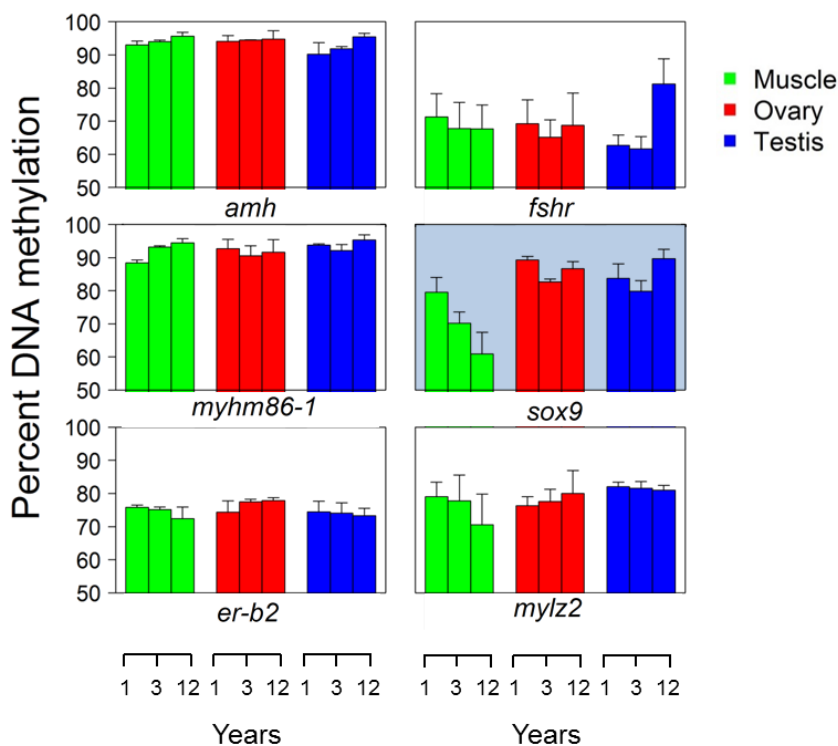 Percent DNA methylation
100
90
80
70
60
50
amh
fshr
Muscle
Ovary
Testis
100
90
80
70
60
50
myhm86-1
sox9
100
90
80
70
60
50
er-b2
mylz2
1 3 12 1 3 12 1 3 12
1 3 12 1 3 12 1 3 12
Years
Years